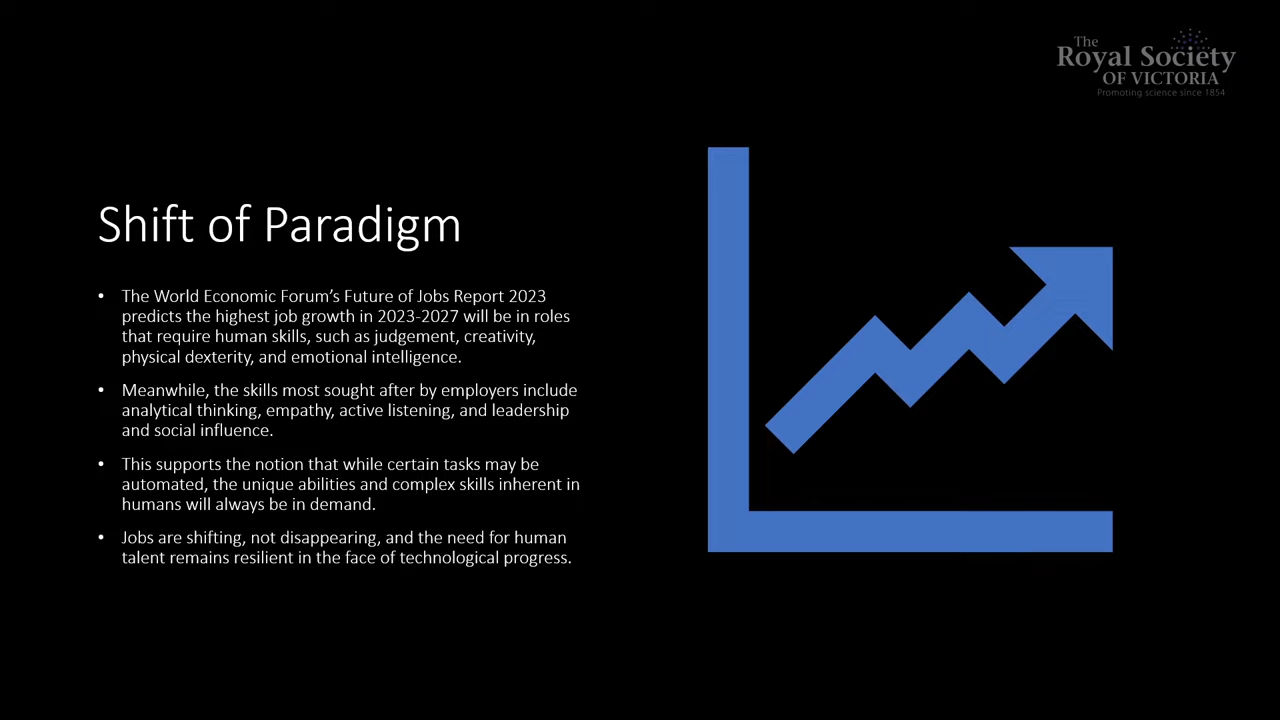 The
Royal Society
OF VICTORIA
Promoting science since 1854
Shift of Paradigm
• The World Economic Forum’s Future of Jobs Report 2023
predicts the highest job growth in 2023-2027 will be in roles
that require human skills, such as judgement, creativity,
physical dexterity, and emotional intelligence.
• Meanwhile, the skills most sought after by employers include
analytical thinking, empathy, active listening, and leadership
and social influence.
• This supports the notion that while certain tasks may be
automated, the unique abilities and complex skills inherent in
humans will always be in demand.
• Jobs are shifting, not disappearing, and the need for human
talent remains resilient in the face of technological progress.